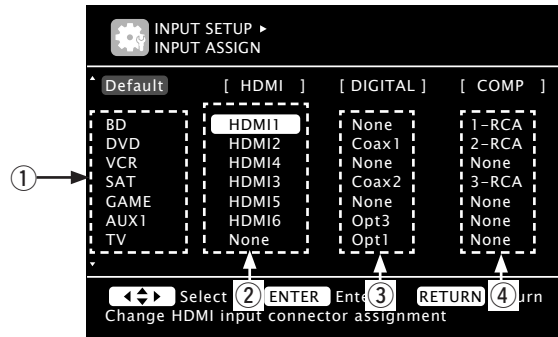 INPUT SETUP ▸
INPUT ASSIGN
Default [ HDMI ] [ DIGITAL ] [ COMP ]
BD HDMI1 None 1-RCA
DVD HDMI2 Coax1 2-RCA
VCR HDMI4 None None
SAT HDMI3 Coax2 3-RCA
GAME HDMI5 None None
AUX1 HDMI6 Opt3 None
TV None Opt1 None
① ② ③ ④
Select ENTER Ente RETURN urn
Change HDMI input connector assignment